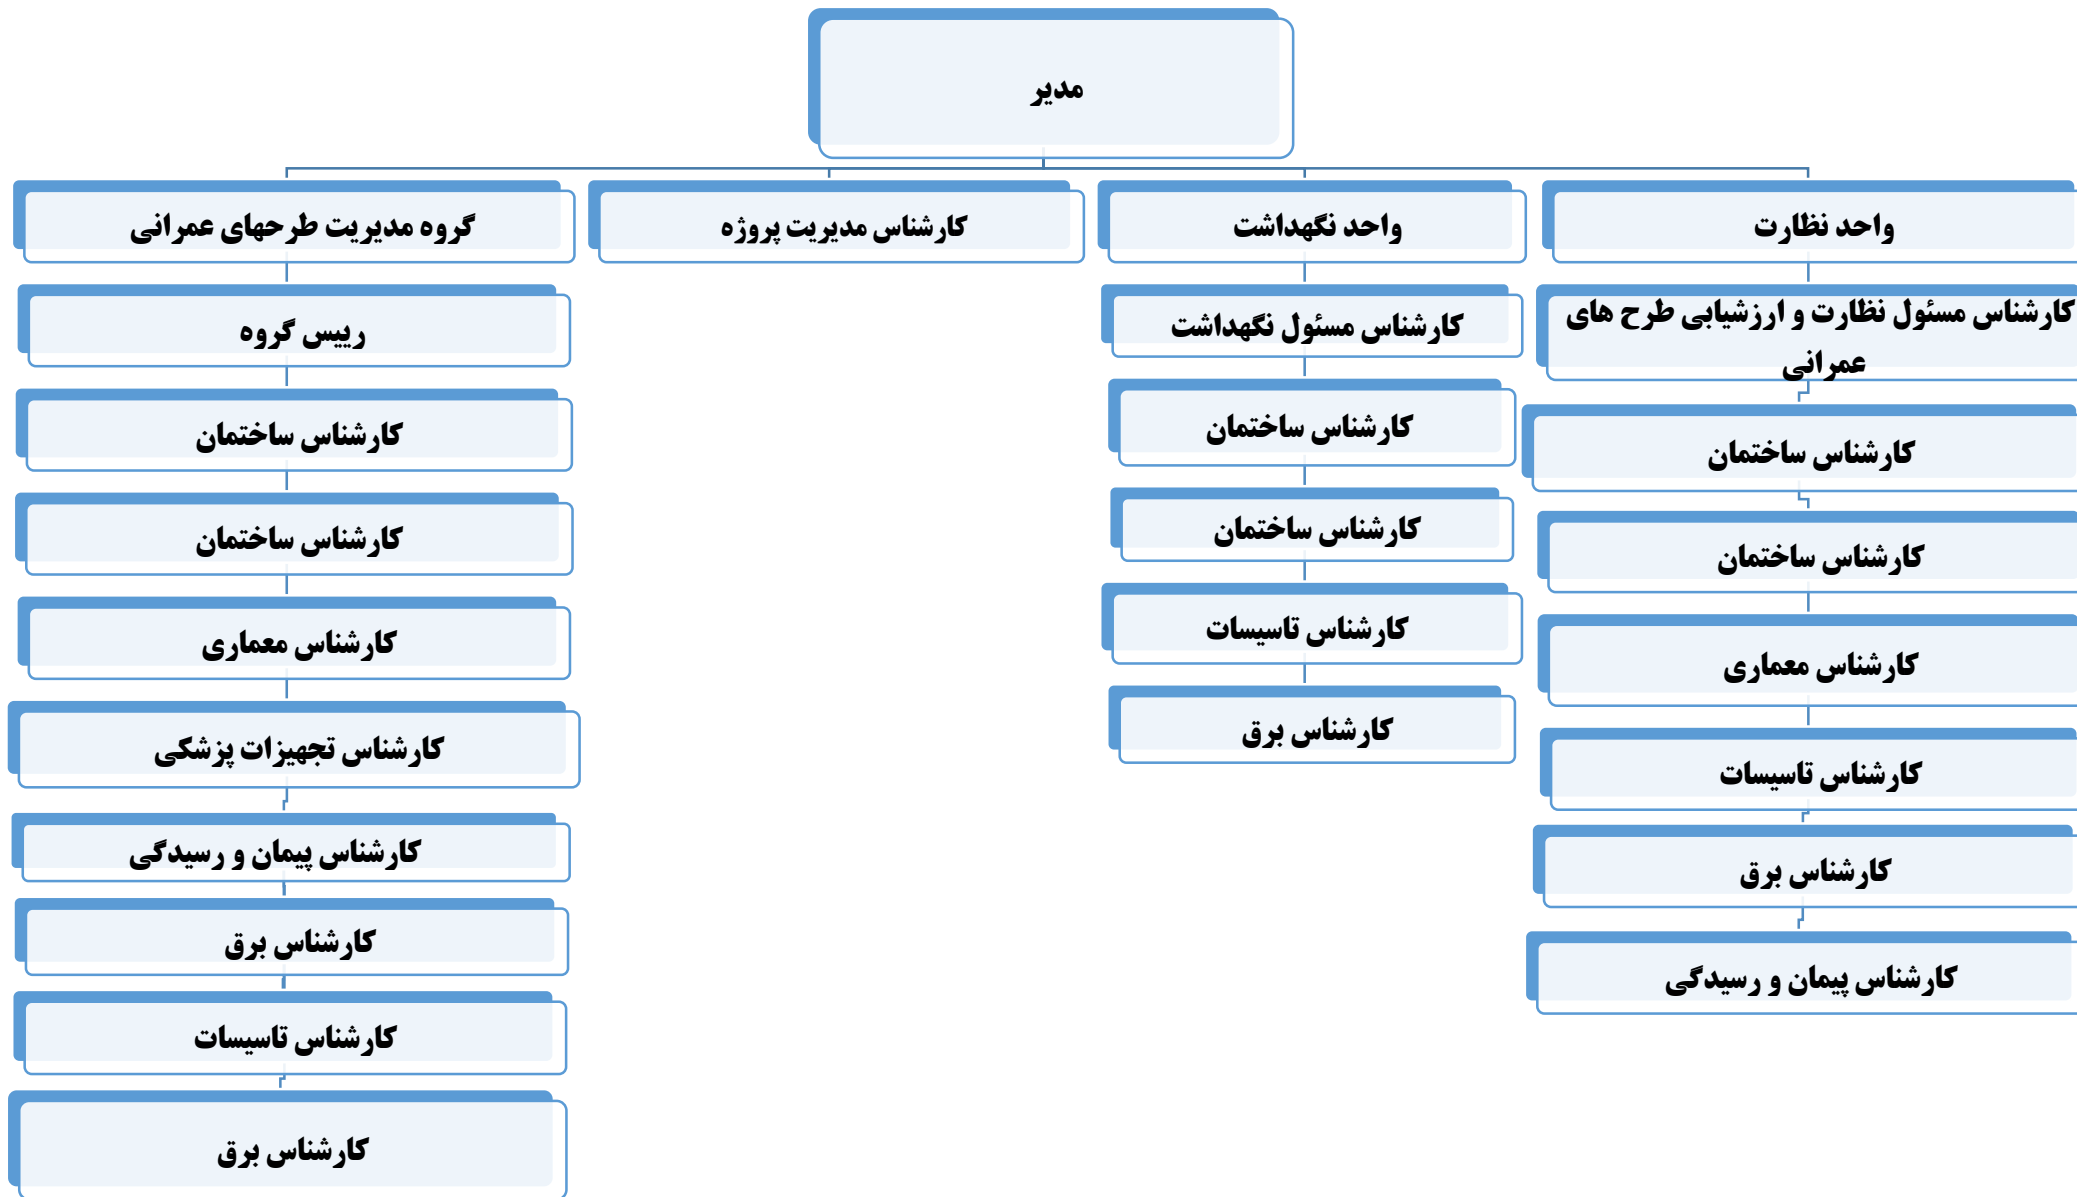 مدیر
واحد نظارت
واحد نگهداشت
کارشناس مدیریت پروژه
گروه مدیریت طرحهای عمرانی
کارشناس مسئول نظارت و ارزشیابی طرح های
عمرانی
کارشناس ساختمان
کارشناس ساختمان
کارشناس معماری
کارشناس تاسیسات
کارشناس برق
کارشناس پیمان و رسیدگی
کارشناس مسئول نگهداشت
کارشناس ساختمان
کارشناس ساختمان
کارشناس تاسیسات
کارشناس برق
رییس گروه
کارشناس ساختمان
کارشناس ساختمان
کارشناس معماری
کارشناس تجهیزات پزشکی
کارشناس پیمان و رسیدگی
کارشناس برق
کارشناس تاسیسات
کارشناس برق